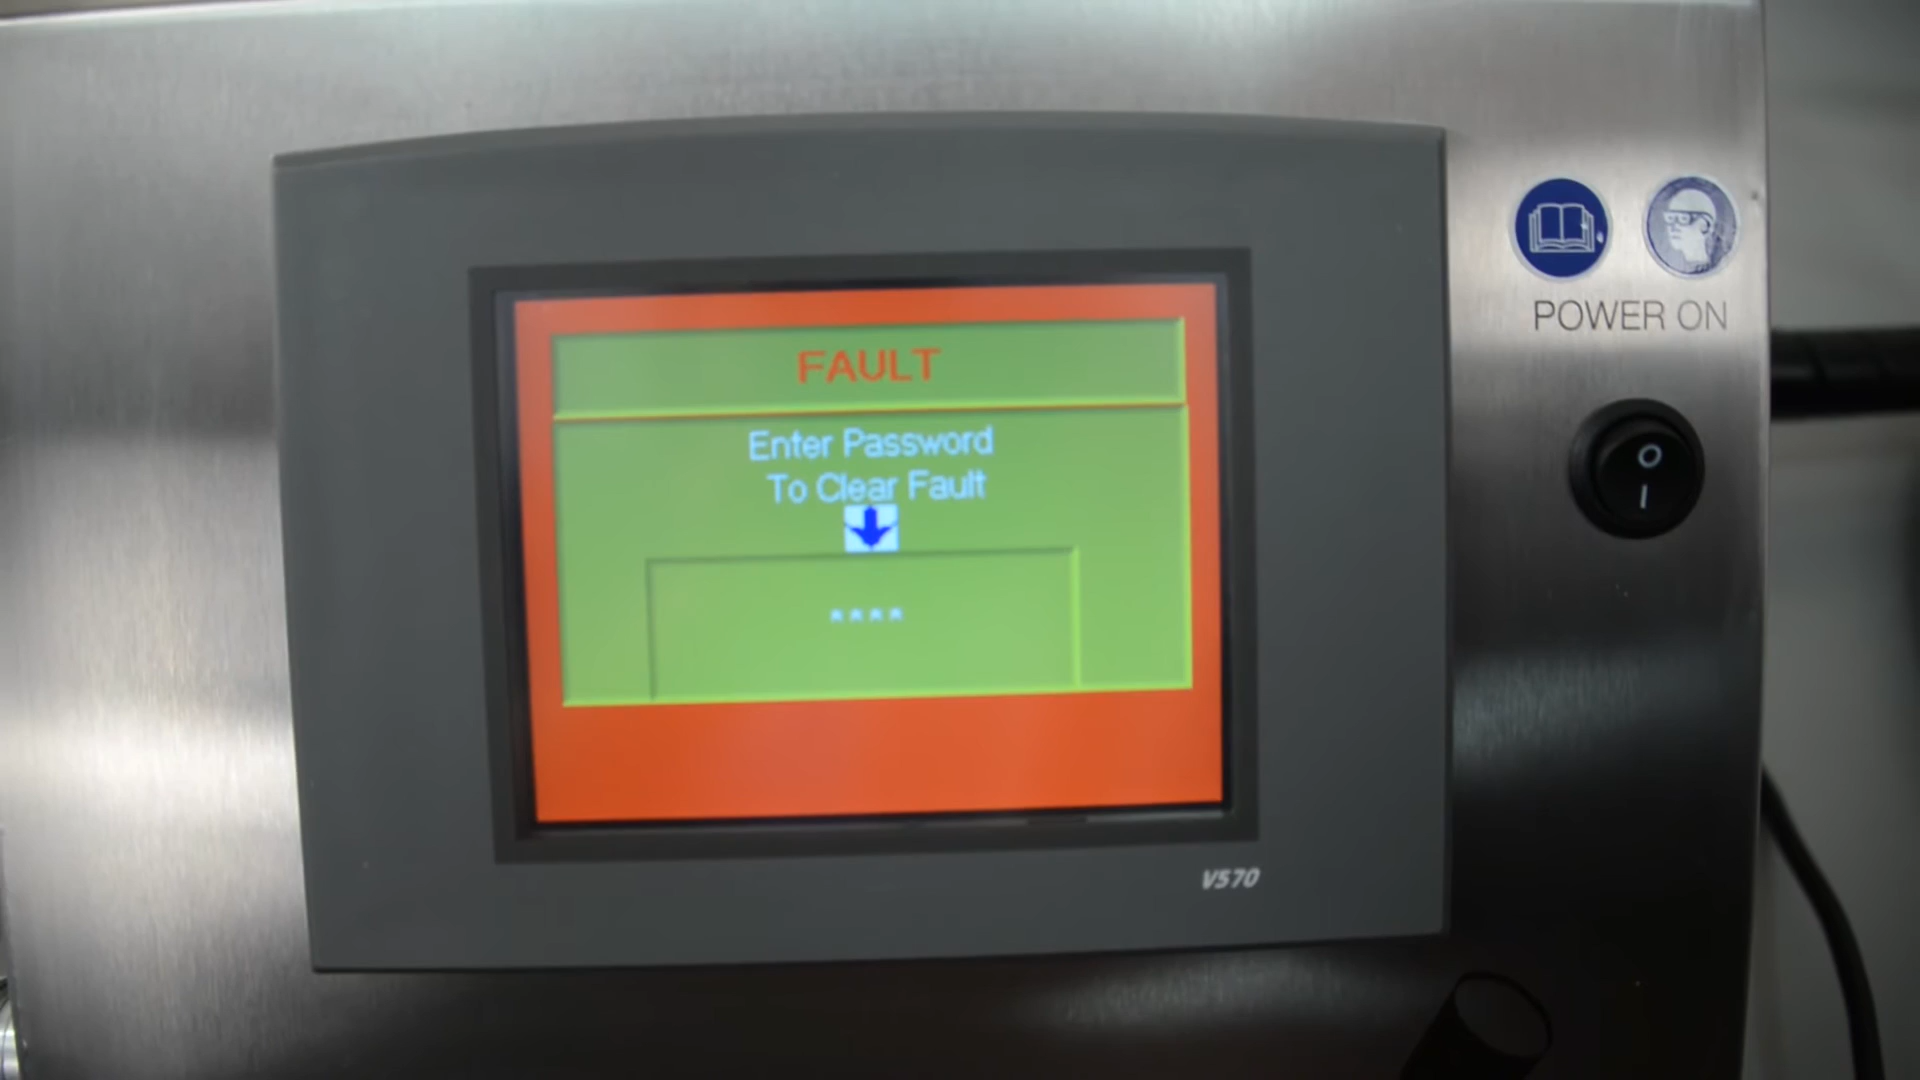 FAULT
Enter Password
To Clear Fault
****
V570
POWER ON
O
I